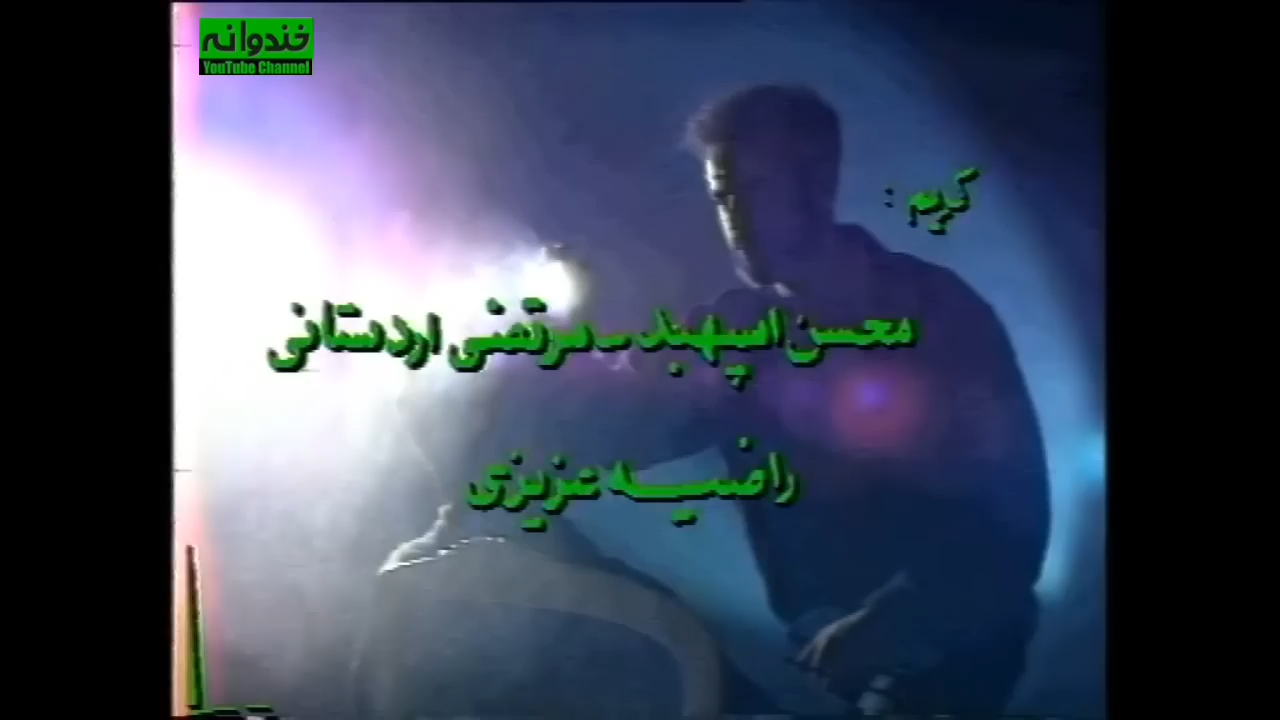 خندوانه
YouTube Channel
گریم :
محسن اسپهبد ـ مرتضی اردستانی
راضیه عزیزی